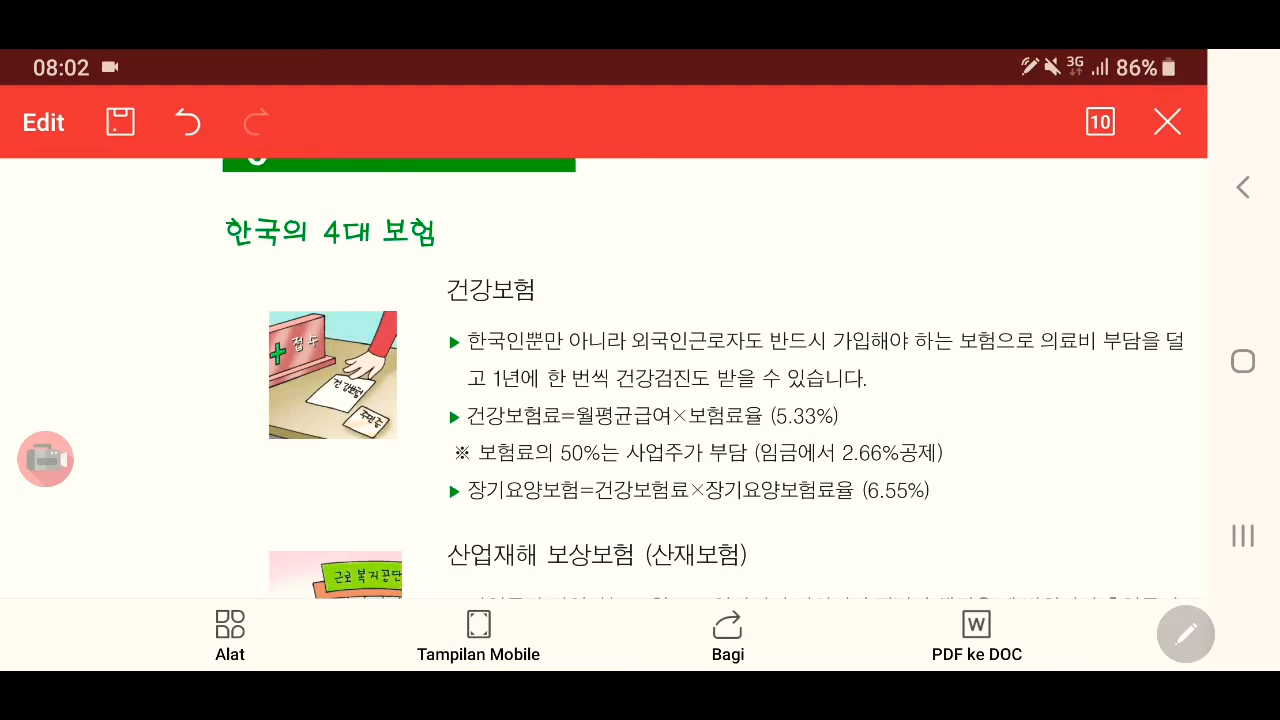 08:02
3G
86%
Edit
10
한국의 4대 보험
건강보험
접수
건강보험
▶ 한국인뿐만 아니라 외국인근로자도 반드시 가입해야 하는 보험으로 의료비 부담을 덜
고 1년에 한 번씩 건강검진도 받을 수 있습니다.
▶ 건강보험료=월평균급여×보험료율 (5.33%)
※ 보험료의 50%는 사업주가 부담 (임금에서 2.66%공제)
▶ 장기요양보험=건강보험료×장기요양보험료율 (6.55%)
산업재해 보상보험 (산재보험)
근로복지공단
Alat
Tampilan Mobile
Bagi
W
PDF ke DOC